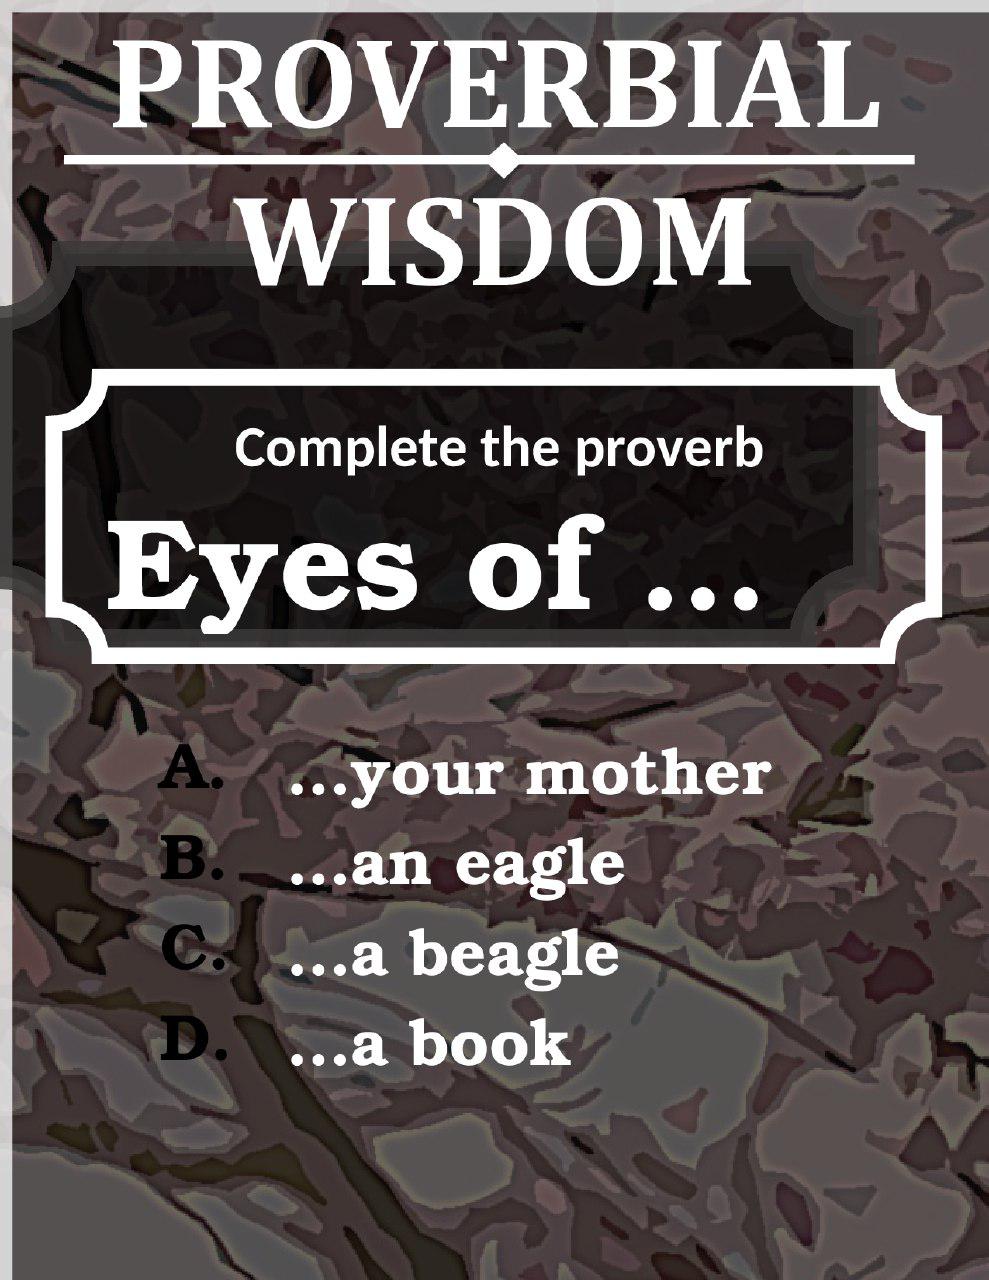 PROVERBIAL
WISDOM
Complete the proverb
Eyes of ...
A. ...your mother
B. ...an eagle
C. ...a beagle
D. ...a book